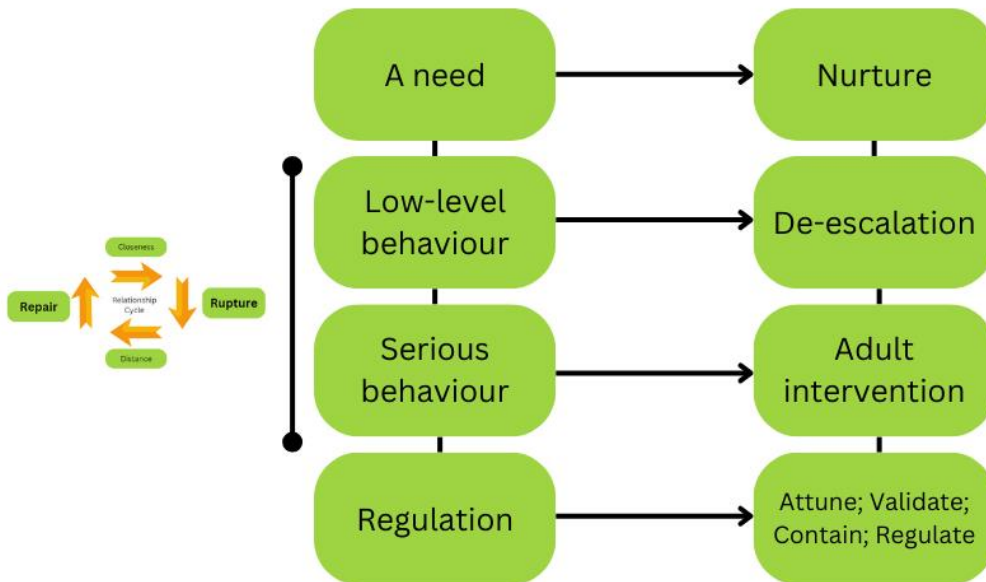 A need
Nurture
Low-level
behaviour
De-escalation
Closeness
Repair
Relationship
Cycle
Rupture
Distance
Serious
behaviour
Adult
intervention
Regulation
Attune; Validate;
Contain; Regulate